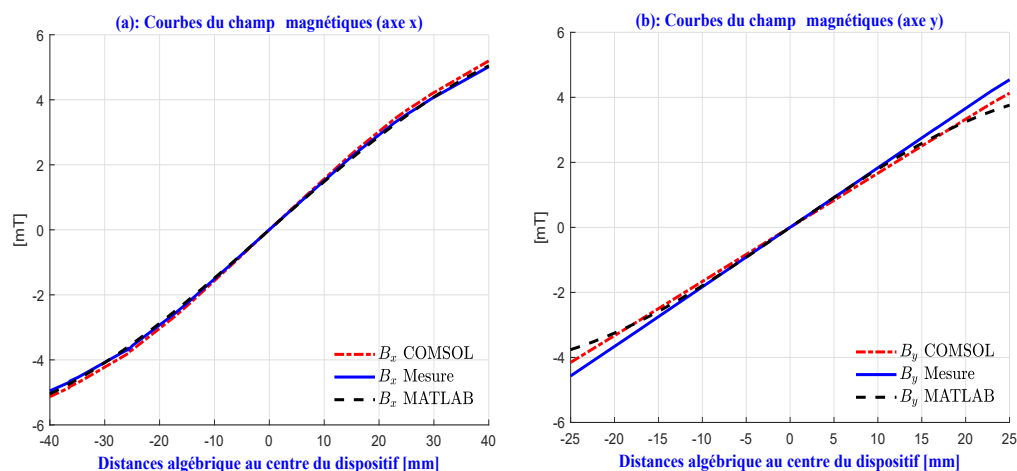 (a): Courbes du champ magnétiques (axe x)
6
4
2
0
-2
-4
-6
[mT]
-40
-30
-20
-10
0
10
20
30
40
Distances algébrique au centre du dispositif [mm]
Bx COMSOL
Bx Mesure
Bx MATLAB
(b): Courbes du champ magnétiques (axe y)
6
4
2
0
-2
-4
-6
[mT]
-25
-20
-15
-10
-5
0
5
10
15
20
25
Distances algébrique au centre du dispositif [mm]
By COMSOL
By Mesure
By MATLAB